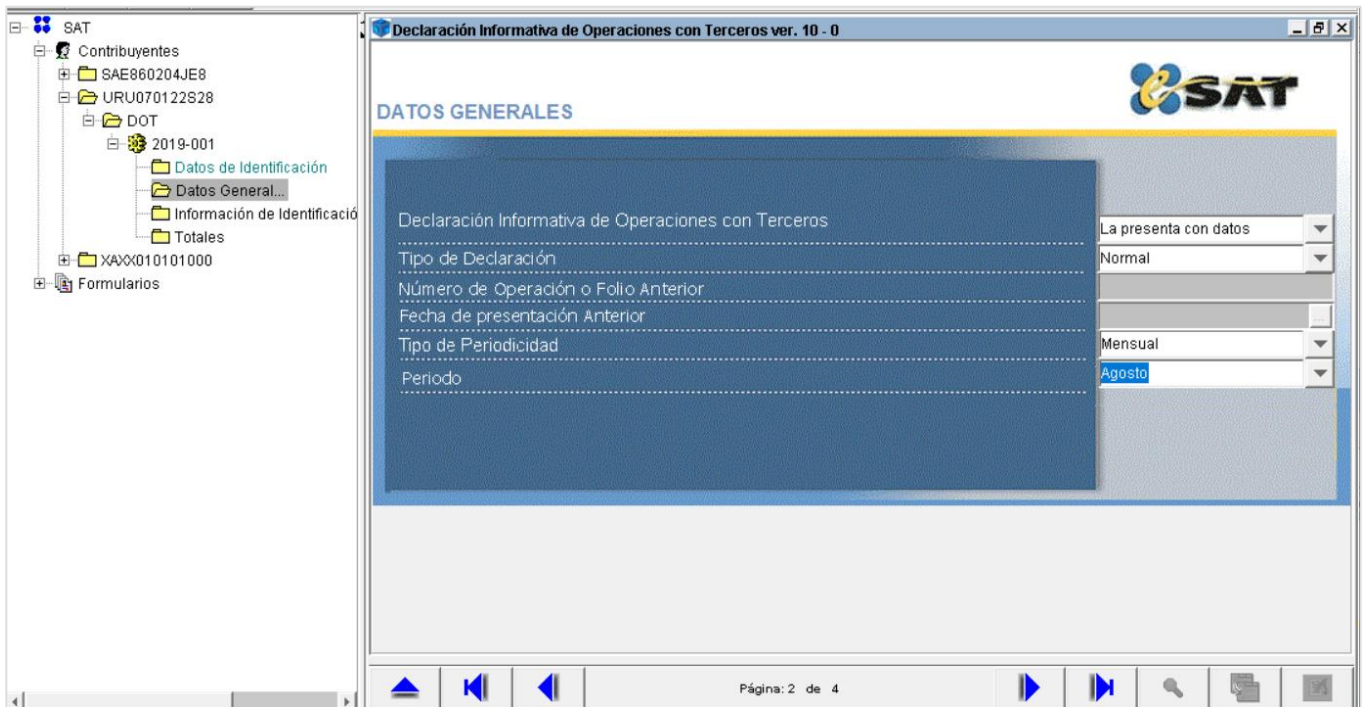 SAT
Contribuyentes
SAE860204JE8
URU070122S28
DOT
2019-001
Datos de Identificación
Datos General...
Información de Identificació
Totales
XAXX010101000
Formularios
Declaración Informativa de Operaciones con Terceros ver. 10 - 0
SAT
DATOS GENERALES
Declaración Informativa de Operaciones con Terceros
La presenta con datos
Tipo de Declaración
Normal
Número de Operación o Folio Anterior
Fecha de presentación Anterior
...
Tipo de Periodicidad
Mensual
Periodo
Agosto
Página: 2 de 4